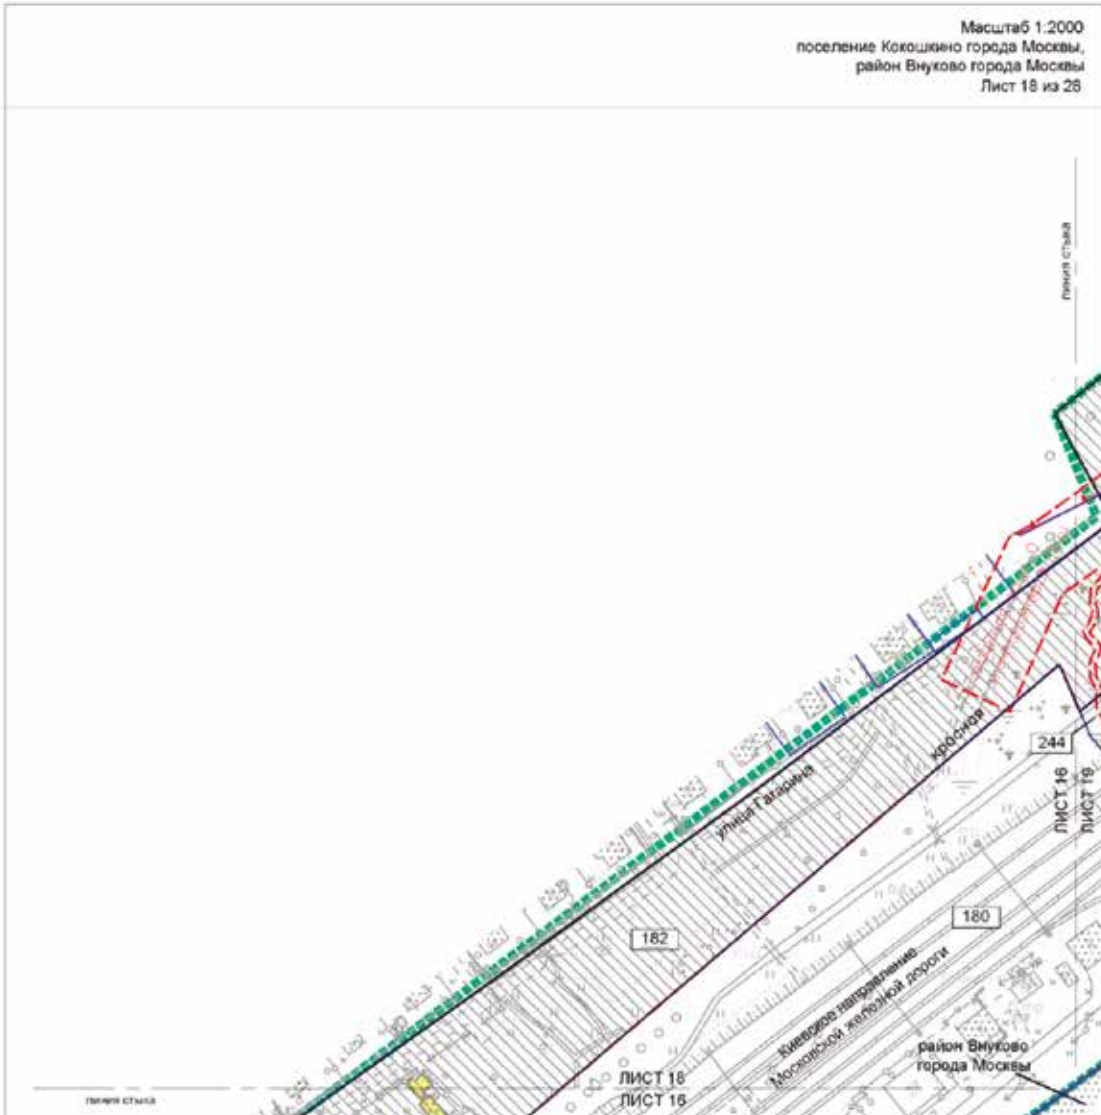 Масштаб 1:2000
поселение Кокошкино города Москвы,
район Внуково города Москвы
Лист 18 из 26
линия стыка
244
ЛИСТ 18
ЛИСТ 19
красная
улица Гагарина
182
180
Киевское направление
Московской железной дороги
район Внуково
города Москвы
ЛИСТ 18
ЛИСТ 16
линия стыка